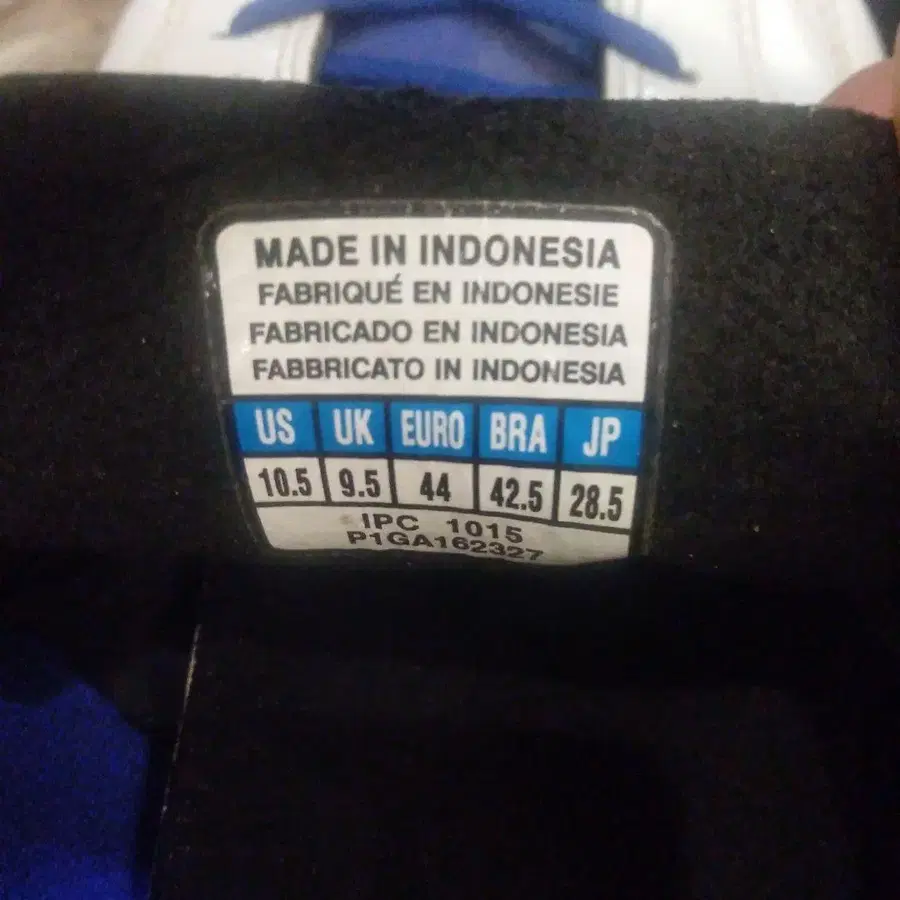 MADE IN INDONESIA
FABRIQUÉ EN INDONESIE
FABRICADO EN INDONESIA
FABBRICATO IN INDONESIA
US UK EURO BRA JP
10.5 9.5 44 42.5 28.5
IPC 1015
P1GA162327